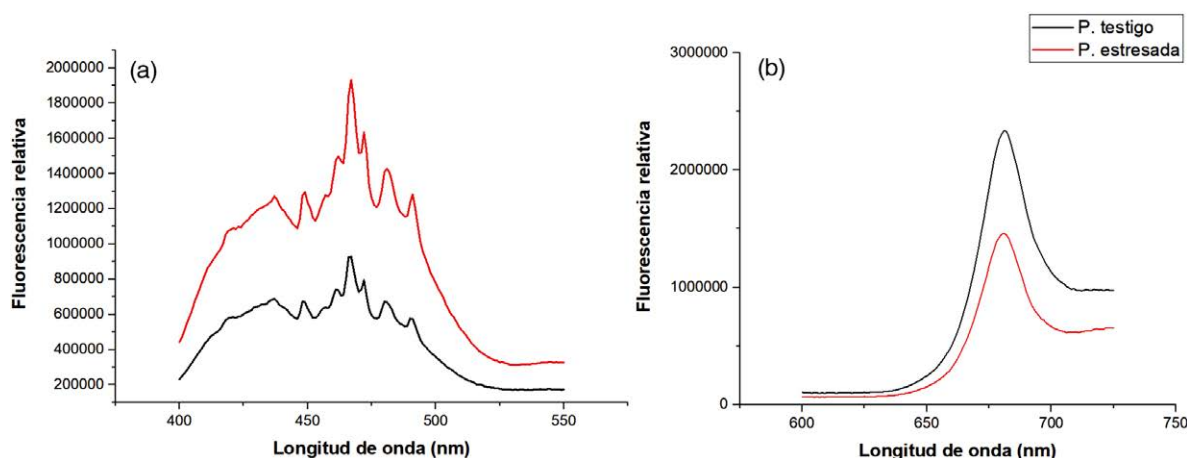 (a)
Fluorescencia relativa
2000000
1800000
1600000
1400000
1200000
1000000
800000
600000
400000
200000
400
450
500
550
Longitud de onda (nm)
P. testigo
P. estresada
(b)
Fluorescencia relativa
3000000
2000000
1000000
0
600
650
700
750
Longitud de onda (nm)